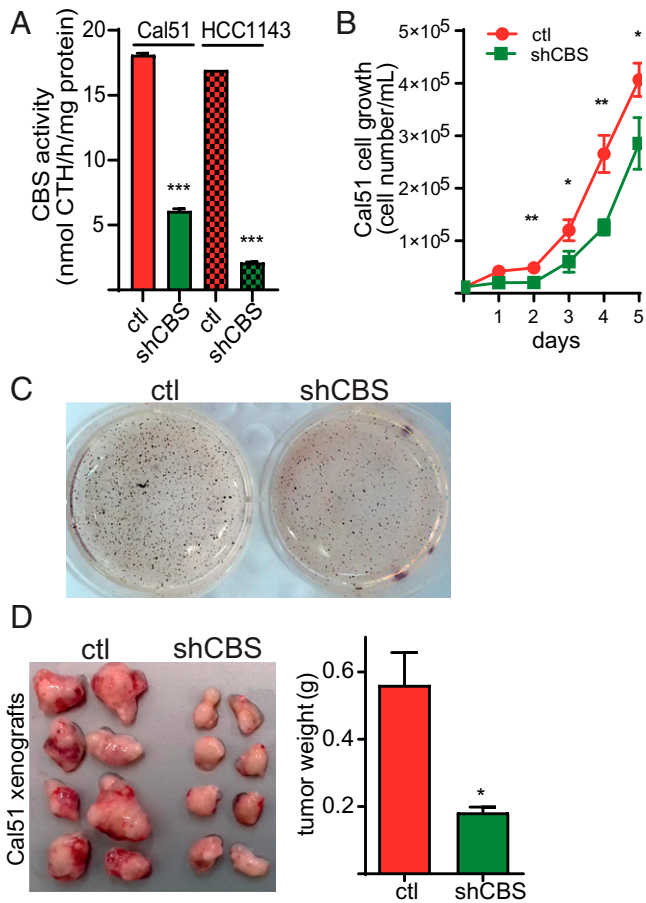 A
Cal51 HCC1143
CBS activity
(nmol CTH/h/mg protein)
20
15
10
5
***
***
ctl
shCBS
ctl
shCBS
B
ctl
shCBS
Cal51 cell growth
(cell number/mL)
5×10⁵
4×10⁵
3×10⁵
2×10⁵
1×10⁵
**
*
**
*
1 2 3 4 5
days
C
ctl shCBS
D
ctl shCBS
Cal51 xenografts
tumor weight (g)
0.6
0.6
0.2
*
ctl shCBS